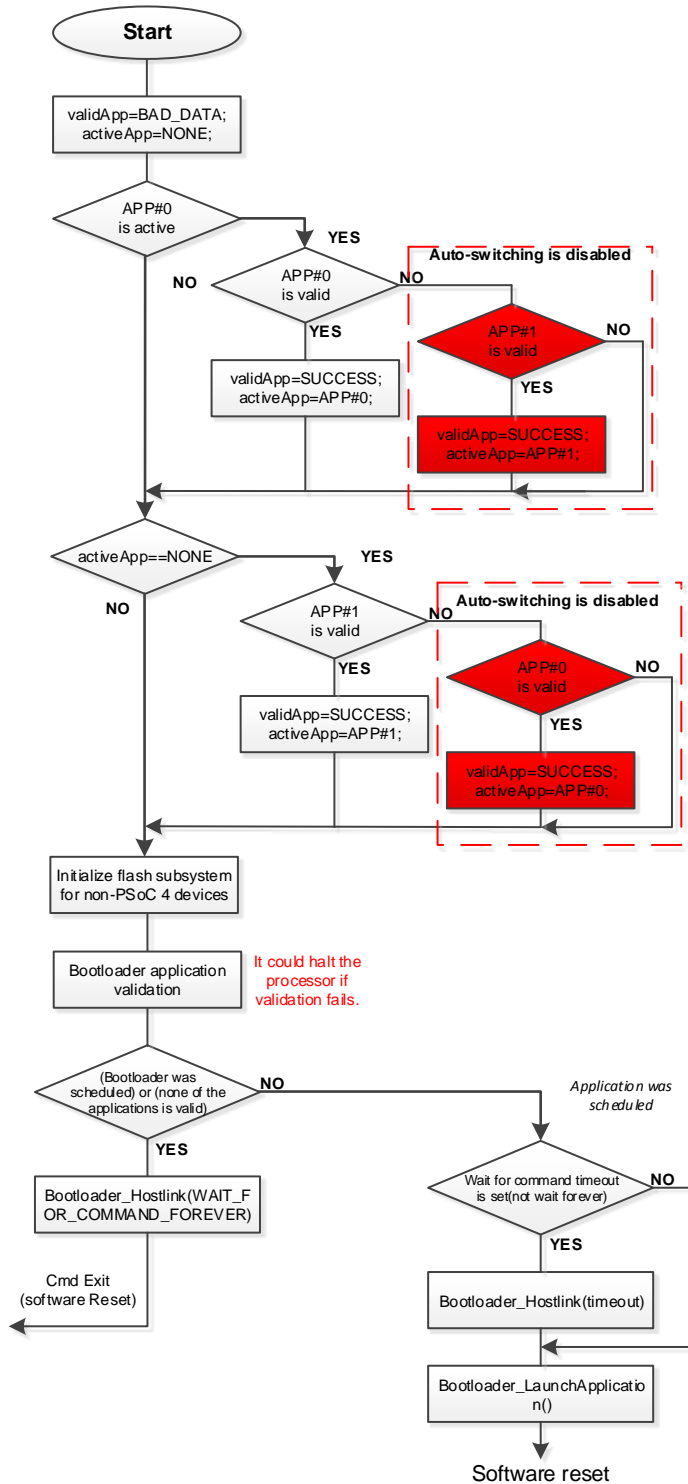 Start
validApp=BAD_DATA;
activeApp=NONE;
APP#0
is active
YES
NO
APP#0
is valid
NO
YES
validApp=SUCCESS;
activeApp=APP#0;
Auto-switching is disabled
APP#1
is valid
NO
YES
validApp=SUCCESS;
activeApp=APP#1;
activeApp==NONE
YES
NO
APP#1
is valid
NO
YES
validApp=SUCCESS;
activeApp=APP#1;
Auto-switching is disabled
APP#0
is valid
NO
YES
validApp=SUCCESS;
activeApp=APP#0;
Initialize flash subsystem
for non-PSoC 4 devices
Bootloader application
validation
It could halt the
processor if
validation fails.
(Bootloader was
scheduled) or (none of the
applications is valid)
NO
YES
Application was
scheduled
Bootloader_Hostlink(WAIT_F
OR_COMMAND_FOREVER)
Cmd Exit
(software Reset)
Wait for command timeout
is set(not wait forever)
NO
YES
Bootloader_Hostlink(timeout)
Bootloader_LaunchApplicatio
n()
Software reset